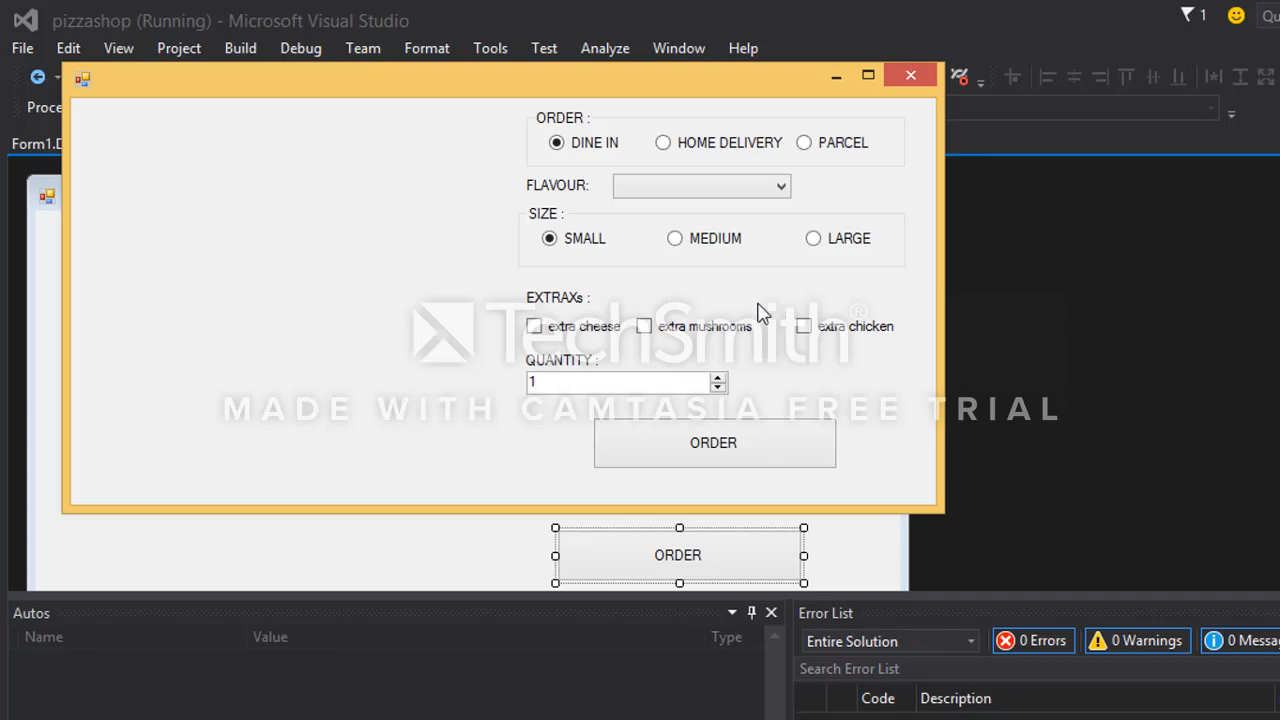 pizzashop (Running) - Microsoft Visual Studio
1
Qu
File Edit View Project Build Debug Team Format Tools Test Analyze Window Help
Proce
Form1.D
ORDER :
DINE IN HOME DELIVERY PARCEL
FLAVOUR:
SIZE :
SMALL MEDIUM LARGE
EXTRAXs :
extra cheese extra mushrooms extra chicken
TechSmith®
QUANTITY :
1
MADE WITH CAMTASIA FREE TRIAL
ORDER
ORDER
Autos
Name Value Type
Error List
Entire Solution 0 Errors 0 Warnings 0 Messa
Search Error List
Code Description